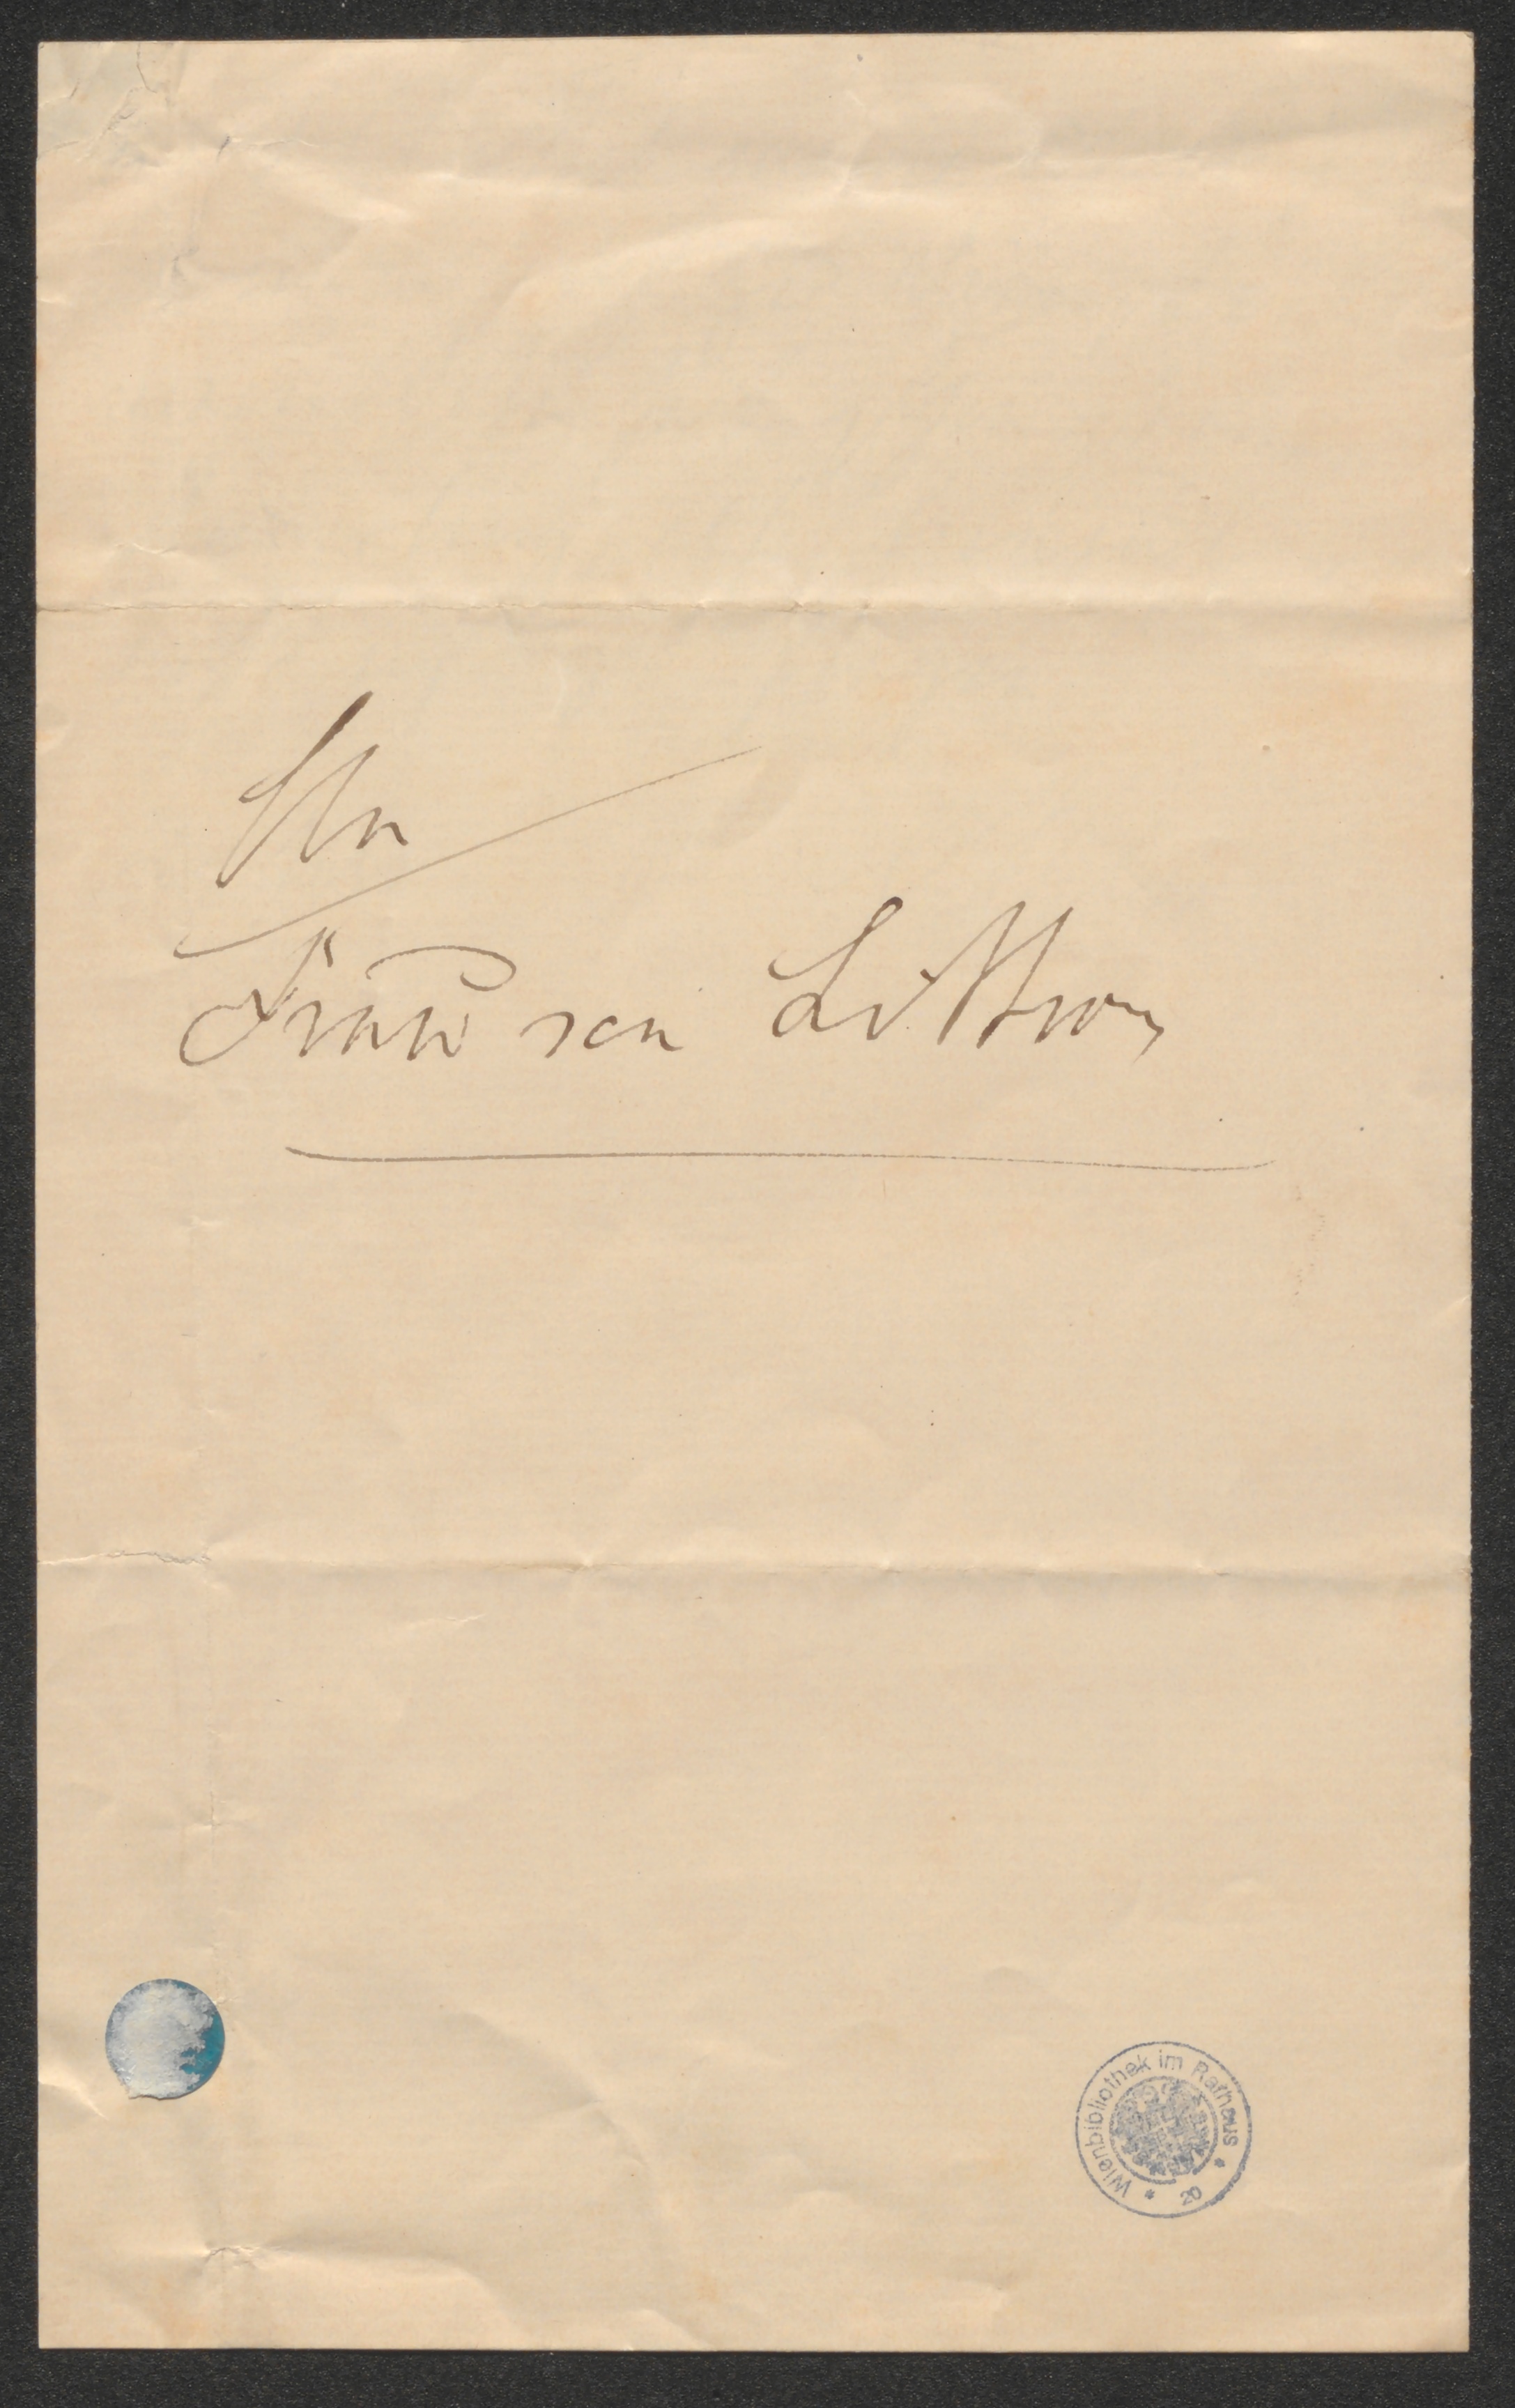 An
Frau von Littrow
Wienbibliothek im Rathaus * 20 *